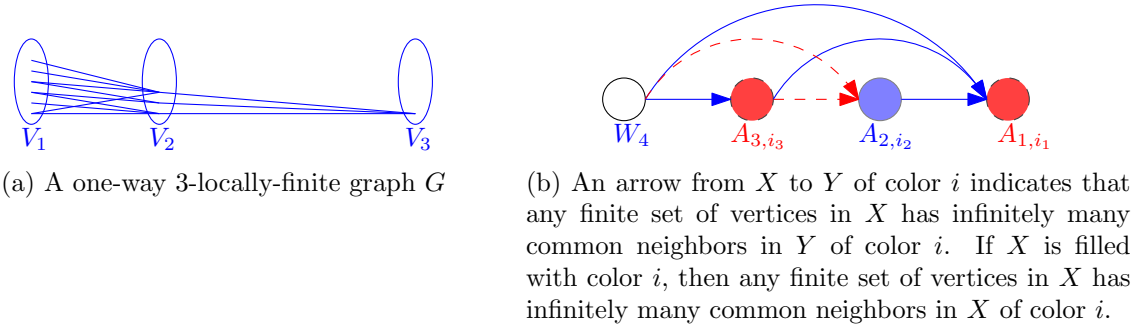 V₁ V₂ V₃
W₄ A₃,ᵢ₃ A₂,ᵢ₂ A₁,ᵢ₁
(a) A one-way 3-locally-finite graph G
(b) An arrow from X to Y of color i indicates that
any finite set of vertices in X has infinitely many
common neighbors in Y of color i. If X is filled
with color i, then any finite set of vertices in X has
infinitely many common neighbors in X of color i.